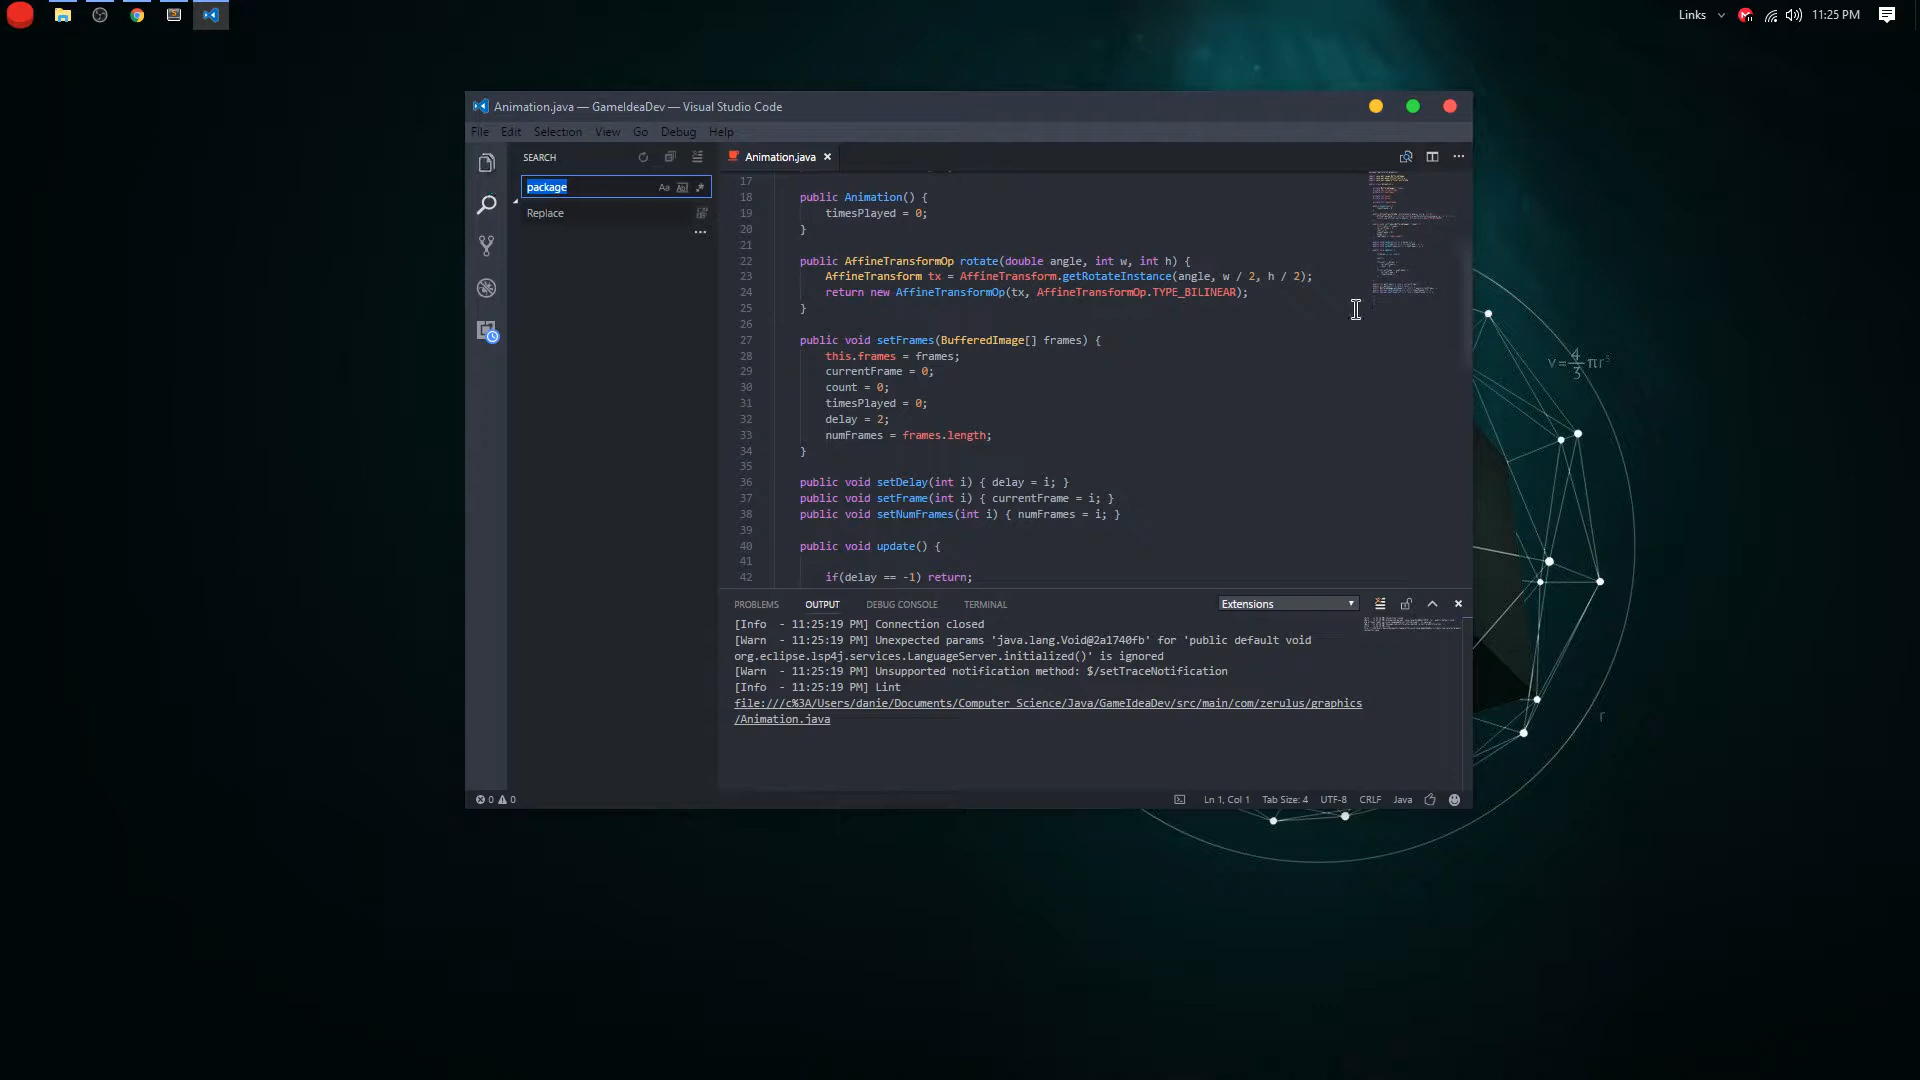 Links 11:25 PM
Animation.java — GameIdeaDev — Visual Studio Code
File Edit Selection View Go Debug Help
SEARCH
Animation.java
package
Aa Ab|
Replace
17
18 public Animation() {
19 timesPlayed = 0;
20 }
21
22 public AffineTransformOp rotate(double angle, int w, int h) {
23 AffineTransform tx = AffineTransform.getRotateInstance(angle, w / 2, h / 2);
24 return new AffineTransformOp(tx, AffineTransformOp.TYPE_BILINEAR);
25 }
26
27 public void setFrames(BufferedImage[] frames) {
28 this.frames = frames;
29 currentFrame = 0;
30 count = 0;
31 timesPlayed = 0;
32 delay = 2;
33 numFrames = frames.length;
34 }
35
36 public void setDelay(int i) { delay = i; }
37 public void setFrame(int i) { currentFrame = i; }
38 public void setNumFrames(int i) { numFrames = i; }
39
40 public void update() {
41
42 if(delay == -1) return;
PROBLEMS OUTPUT DEBUG CONSOLE TERMINAL Extensions
[Info - 11:25:19 PM] Connection closed
[Warn - 11:25:19 PM] Unexpected params 'java.lang.Void@2a1740fb' for 'public default void
org.eclipse.lsp4j.services.LanguageServer.initialized()' is ignored
[Warn - 11:25:19 PM] Unsupported notification method: $/setTraceNotification
[Info - 11:25:19 PM] Lint
file:///c%3A/Users/danie/Documents/Computer Science/Java/GameIdeaDev/src/main/com/zerulus/graphics
/Animation.java
0 0 Ln 1, Col 1 Tab Size: 4 UTF-8 CRLF Java
v = 4/3 πr³
r